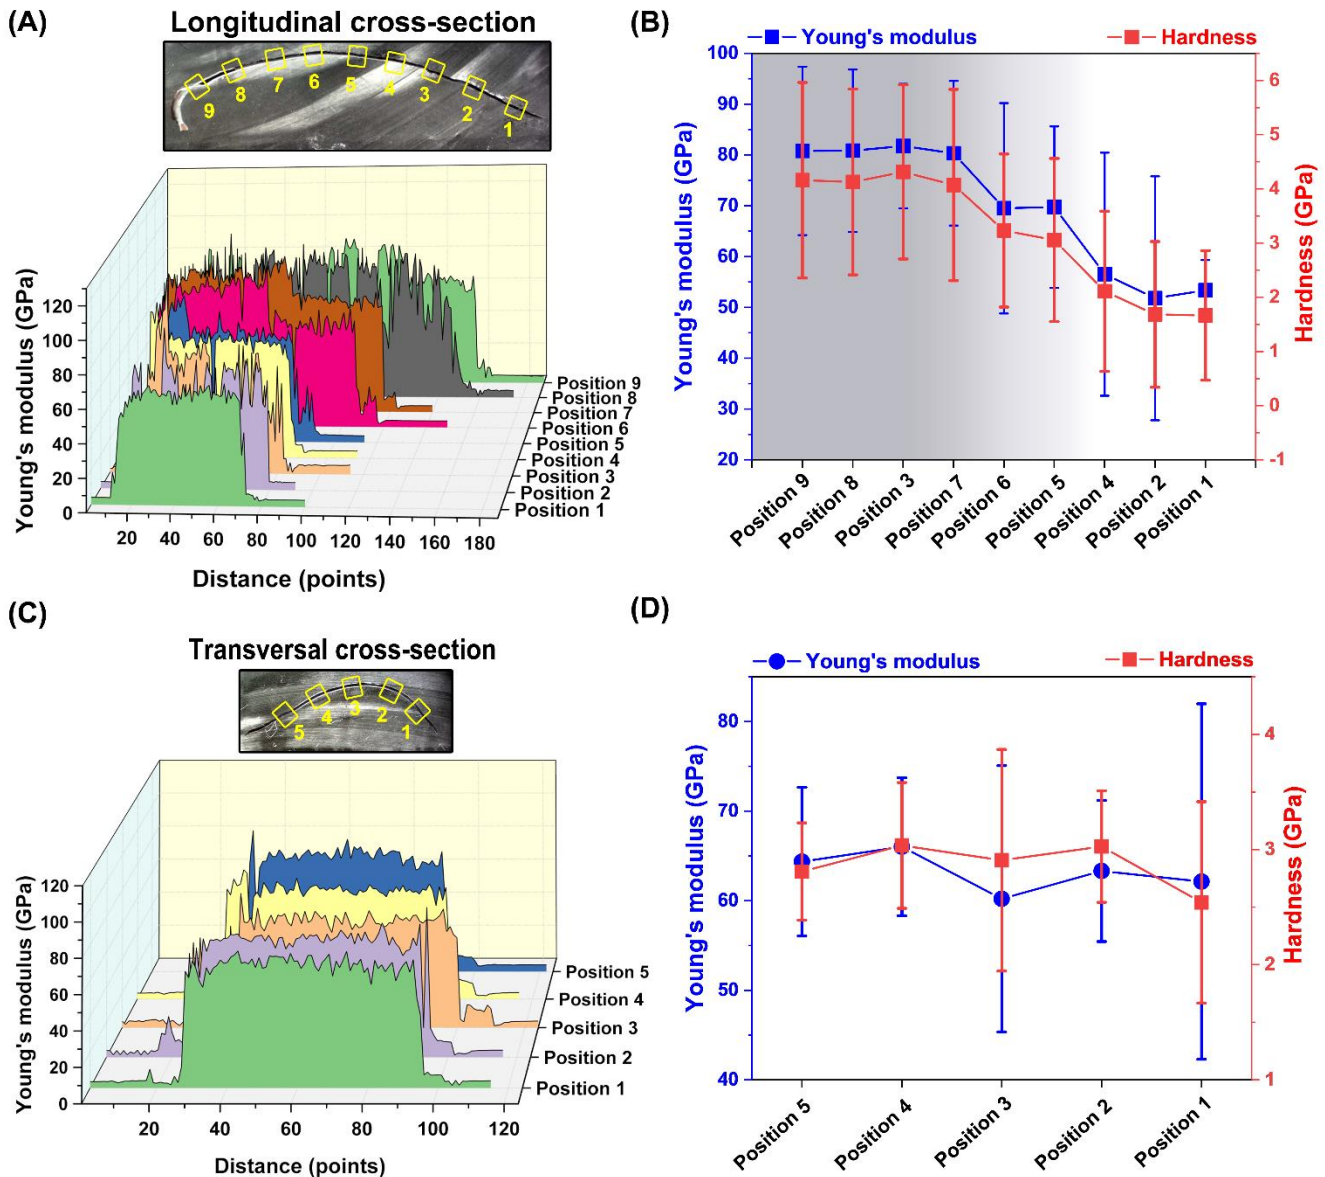 (A)
Longitudinal cross-section
9
8
7
6
5
4
3
2
1
Young's modulus (GPa)
120
100
80
60
40
20
0
Position 9
Position 8
Position 7
Position 6
Position 5
Position 4
Position 3
Position 2
Position 1
20 40 60 80 100 120 140 160 180
Distance (points)
(B)
Young's modulus
Hardness
Young's modulus (GPa)
100
90
80
70
60
50
40
30
20
Hardness (GPa)
6
5
4
3
2
1
0
-1
Position 9
Position 8
Position 3
Position 7
Position 6
Position 5
Position 4
Position 2
Position 1
(C)
Transversal cross-section
5
4
3
2
1
Young's modulus (GPa)
120
100
80
60
40
20
0
Position 5
Position 4
Position 3
Position 2
Position 1
20 40 60 80 100 120
Distance (points)
(D)
Young's modulus
Hardness
Young's modulus (GPa)
80
70
60
50
40
Hardness (GPa)
4
3
2
1
Position 5
Position 4
Position 3
Position 2
Position 1